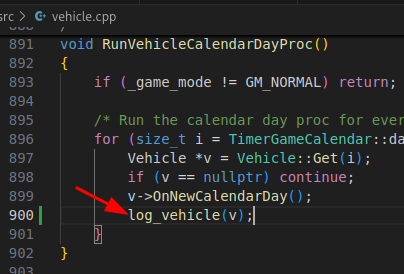 src > vehicle.cpp
891 void RunVehicleCalendarDayProc()
892 {
893 if (_game_mode != GM_NORMAL) return;
894
895 /* Run the calendar day proc for ever
896 for (size_t i = TimerGameCalendar::da
897 Vehicle *v = Vehicle::Get(i);
898 if (v == nullptr) continue;
899 v->OnNewCalendarDay();
900 log_vehicle(v);
901 }
902 }
903